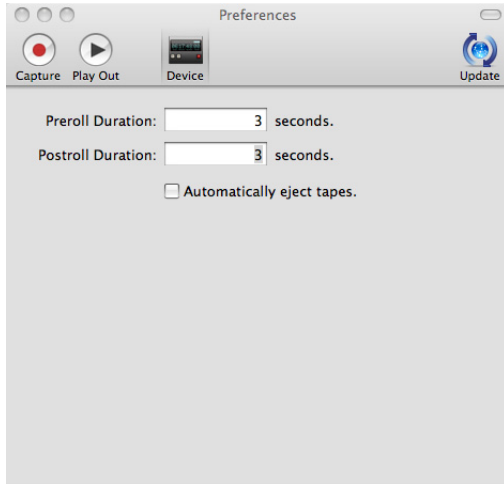 Preferences
Capture Play Out Device Update
Preroll Duration: 3 seconds.
Postroll Duration: 3 seconds.
Automatically eject tapes.